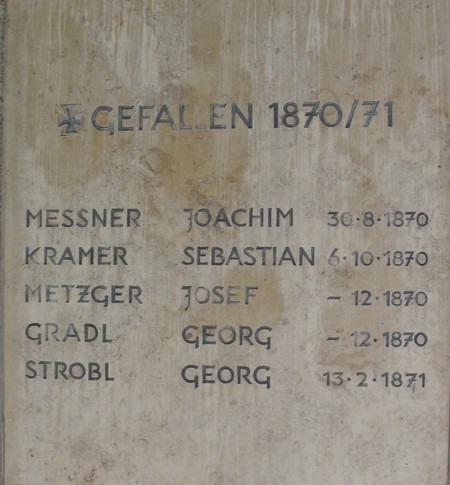 ✠ GEFALLEN 1870/71
MESSNER JOACHIM 30·8·1870
KRAMER SEBASTIAN 6·10·1870
METZGER JOSEF – 12·1870
GRADL GEORG – 12·1870
STROBL GEORG 13·2·1871